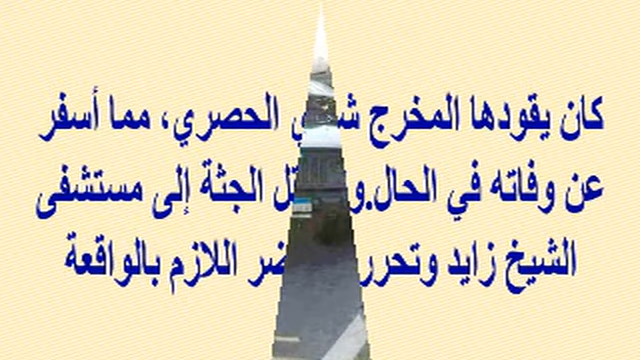 كان يقودها المخرج الحصري، مما أسفر
عن وفاته في الحال. الجثة إلى مستشفى
الشيخ زايد وتحرر اللازم بالواقعة